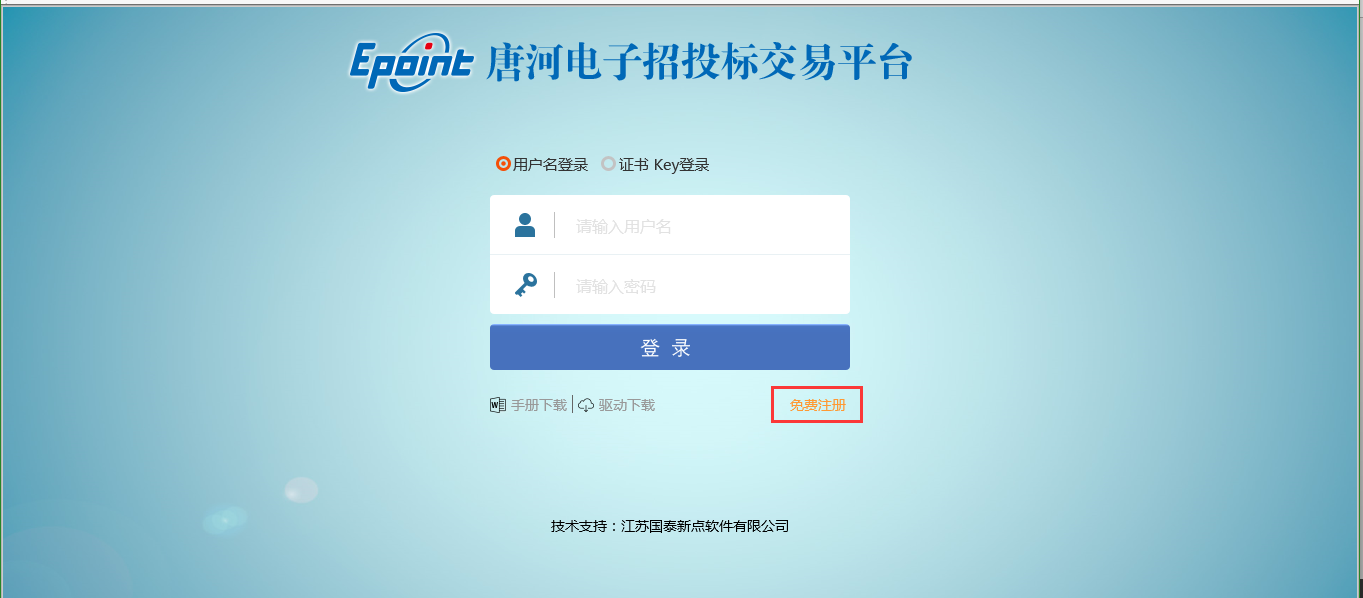 Epoint 唐河电子招投标交易平台
用户名登录 证书 Key登录
请输入用户名
请输入密码
登 录
手册下载 驱动下载 免费注册
技术支持：江苏国泰新点软件有限公司